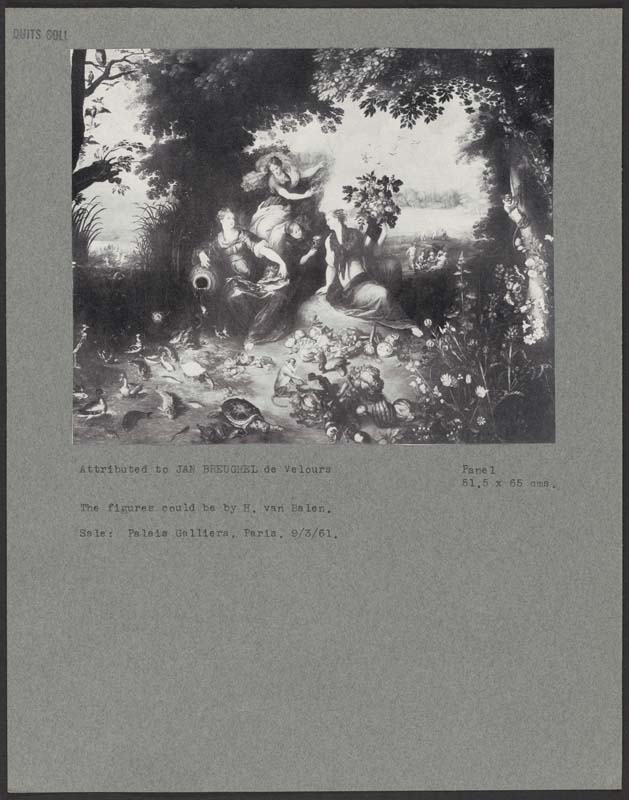 QUITS COLL
Attributed to JAN BREUGHEL de Velours
Panel
51.5 x 65 cms.
The figures could be by H. van Balen.
Sale: Palais Galliera, Paris, 9/3/61.